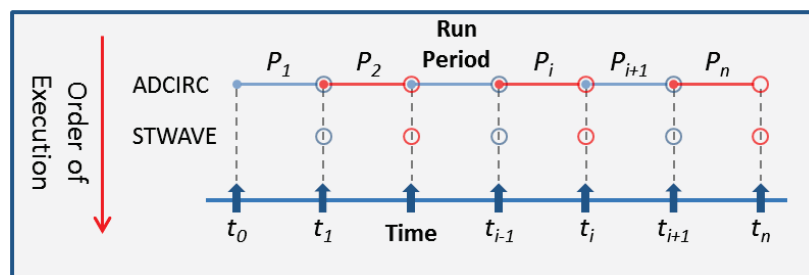 Run
Period
P1 P2 Pi Pi+1 Pn
ADCIRC
STWAVE
Order of
Execution
t0 t1 Time ti-1 ti ti+1 tn